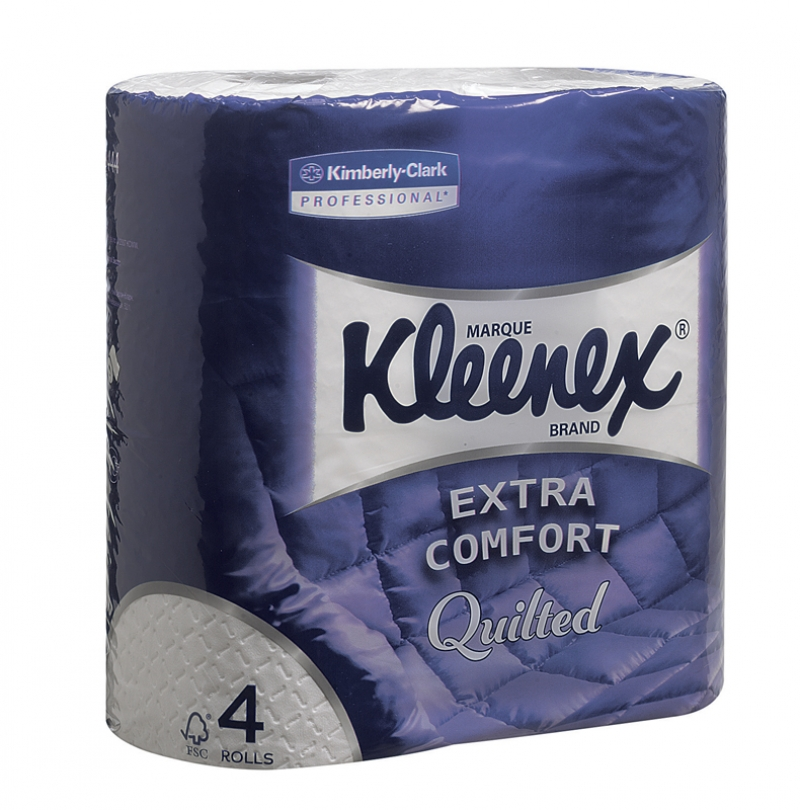 Kimberly-Clark
PROFESSIONAL*
MARQUE
Kleenex®
BRAND
EXTRA
COMFORT
Quilted
4
ROLLS
FSC